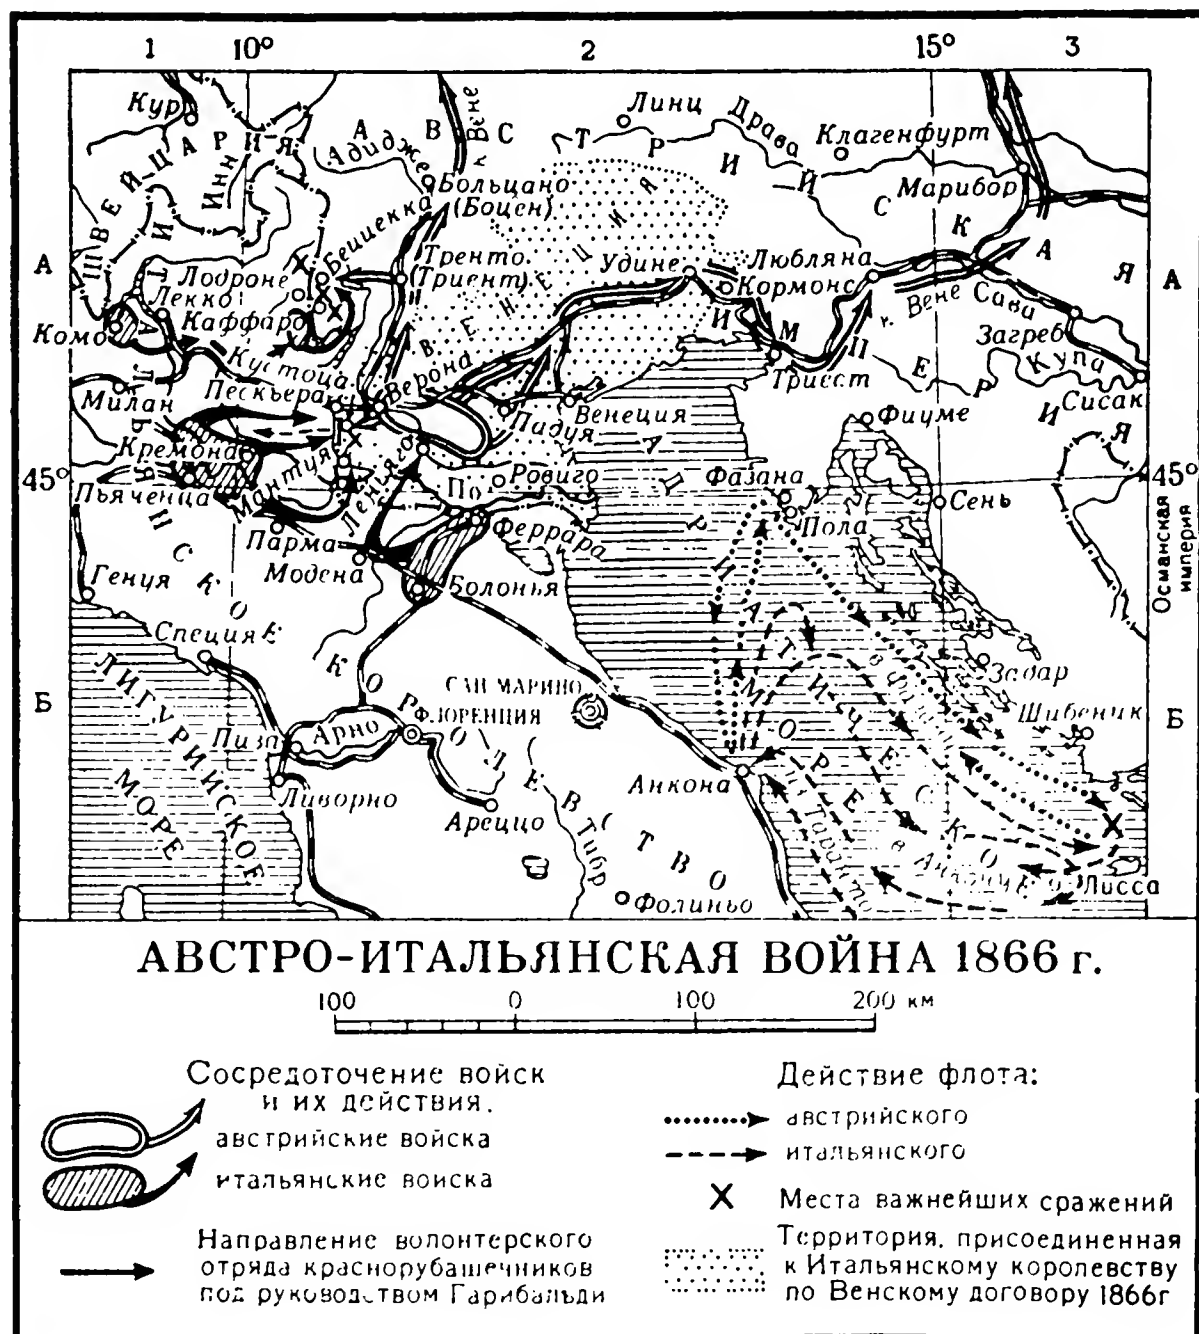 1 10° 2 15° 3
Кур
ШВЕЙЦАРИЯ
Инн
Адидже
к Вене
АВСТРИЙСКАЯ
Линц
Драва
Клагенфурт
Марибор
Больцано
(Боцен)
А
А
Беццекка
Тренто
(Триент)
ВЕНЕЦИЯ
Удине
Любляна
Кормонс
ИМПЕРИЯ
к. Вене
Сава
Загреб
Купа
Сисак
Лодроне
Лекко
Каффаро
Комо
Кустоца
Милан
Пескьера
Верона
Триест
Фиуме
Венеция
Падуя
Кремона
Мантуя
Леньяго
45°
45°
Пьяченца
По
Ровиго
Фазана
Пола
Сень
Парма
Модена
Феррара
Болонья
Генуя
Специя
Османская
империя
ИТАЛЬЯНСКОЕ
КОРОЛЕВСТВО
АДРИАТИЧЕСКОЕ
МОРЕ
Задар
Шибеник
Б
Б
САН МАРИНО
ФЛОРЕНЦИЯ
Арно
Пиза
Ливорно
Ареццо
Анкона
Тибр
Фолиньо
ЛИГУРИЙСКОЕ
МОРЕ
Таранто
в Анкону
Лисса
АВСТРО-ИТАЛЬЯНСКАЯ ВОЙНА 1866 г.
100 0 100 200 км
Сосредоточение войск
и их действия.
австрийские войска
итальянские войска
Направление волонтерского
отряда краснорубашечников
под руководством Гарибальди
Действие флота:
австрийского
итальянского
Места важнейших сражений
Территория, присоединенная
к Итальянскому королевству
по Венскому договору 1866г